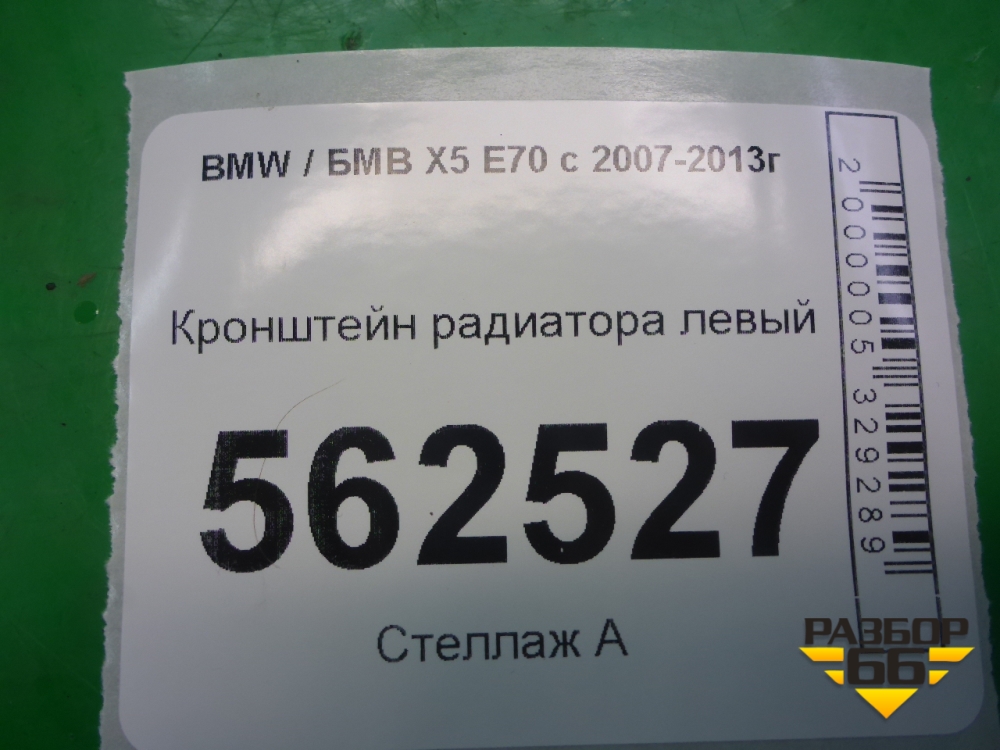 BMW / БМВ X5 E70 с 2007-2013г
Кронштейн радиатора левый
562527
Стеллаж А
2000005329289
РАЗБОР
66